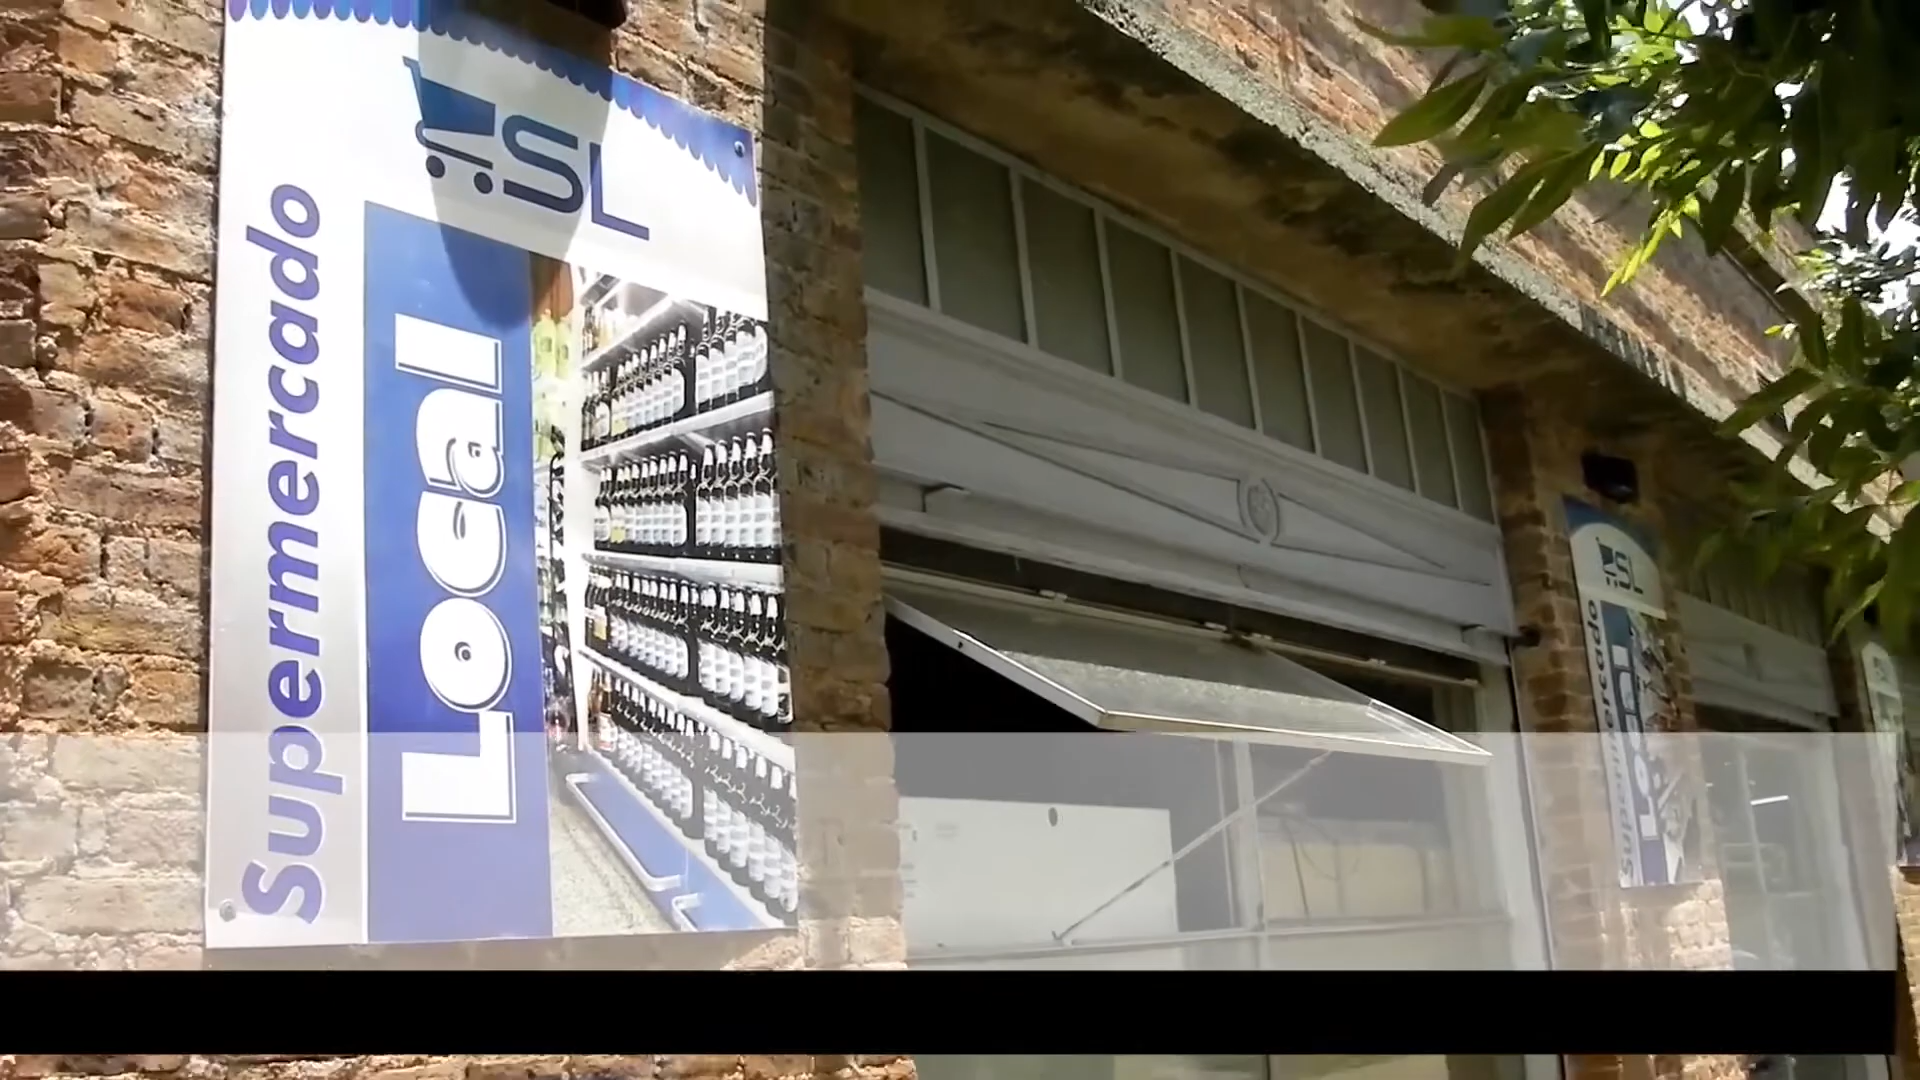 SL
Supermercado
Local
SL
Supermercado
Local